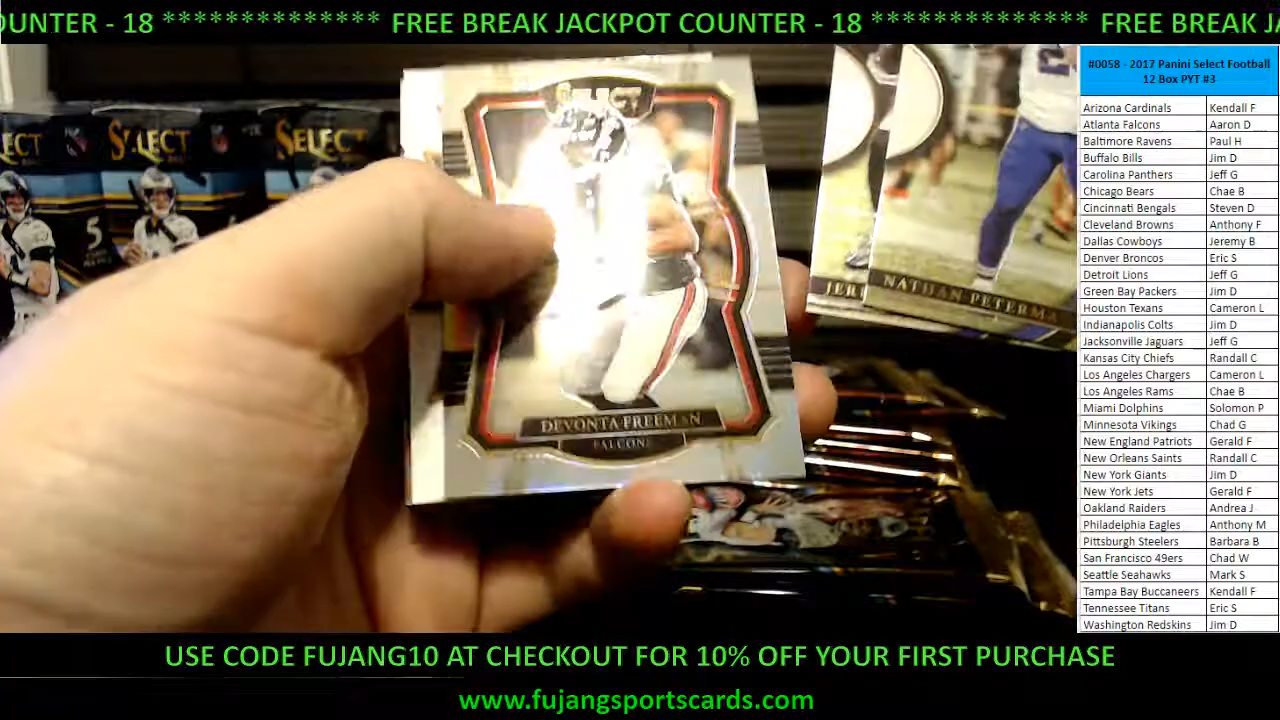 OUNTER - 18 ************** FREE BREAK JACKPOT COUNTER - 18 ************** FREE BREAK JA
SELECT
DEVONTA FREEMAN
FALCONS
ECT
SELECT
SELECT
5
JERI
NATHAN PETERMA
#0058 - 2017 Panini Select Football
12 Box PYT #3
Arizona Cardinals Kendall F
Atlanta Falcons Aaron D
Baltimore Ravens Paul H
Buffalo Bills Jim D
Carolina Panthers Jeff G
Chicago Bears Chae B
Cincinnati Bengals Steven D
Cleveland Browns Anthony F
Dallas Cowboys Jeremy B
Denver Broncos Eric S
Detroit Lions Jeff G
Green Bay Packers Jim D
Houston Texans Cameron L
Indianapolis Colts Jim D
Jacksonville Jaguars Jeff G
Kansas City Chiefs Randall C
Los Angeles Chargers Cameron L
Los Angeles Rams Chae B
Miami Dolphins Solomon P
Minnesota Vikings Chad G
New England Patriots Gerald F
New Orleans Saints Randall C
New York Giants Jim D
New York Jets Gerald F
Oakland Raiders Andrea J
Philadelphia Eagles Anthony M
Pittsburgh Steelers Barbara B
San Francisco 49ers Chad W
Seattle Seahawks Mark S
Tampa Bay Buccaneers Kendall F
Tennessee Titans Eric S
Washington Redskins Jim D
USE CODE FUJANG10 AT CHECKOUT FOR 10% OFF YOUR FIRST PURCHASE
www.fujangsportscards.com